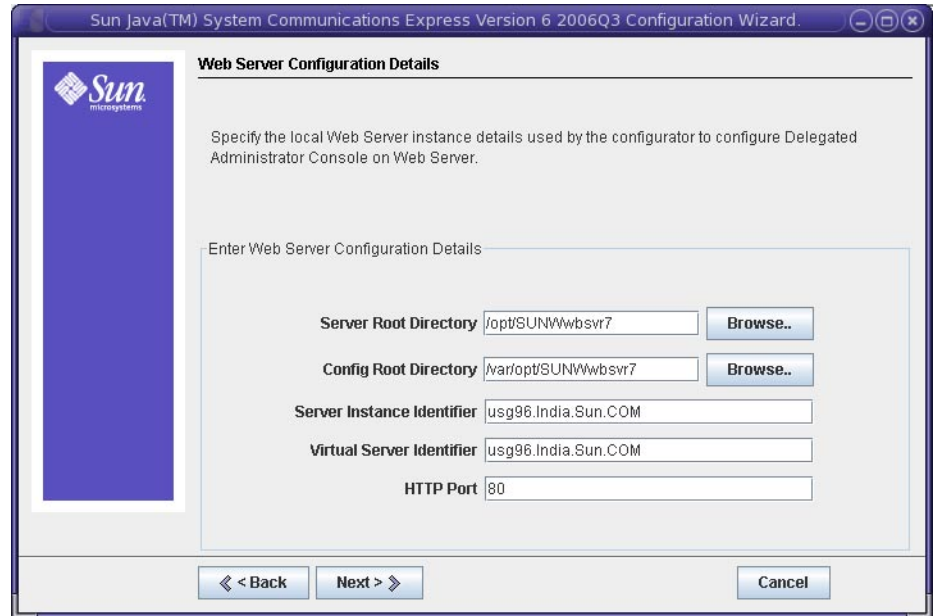 Sun Java(TM) System Communications Express Version 6 2006Q3 Configuration Wizard.
Sun
microsystems
Web Server Configuration Details
Specify the local Web Server instance details used by the configurator to configure Delegated
Administrator Console on Web Server.
Enter Web Server Configuration Details
Server Root Directory /opt/SUNWwbsvr7 Browse..
Config Root Directory /var/opt/SUNWwbsvr7 Browse..
Server Instance Identifier usg96.India.Sun.COM
Virtual Server Identifier usg96.India.Sun.COM
HTTP Port 80
< Back Next > Cancel